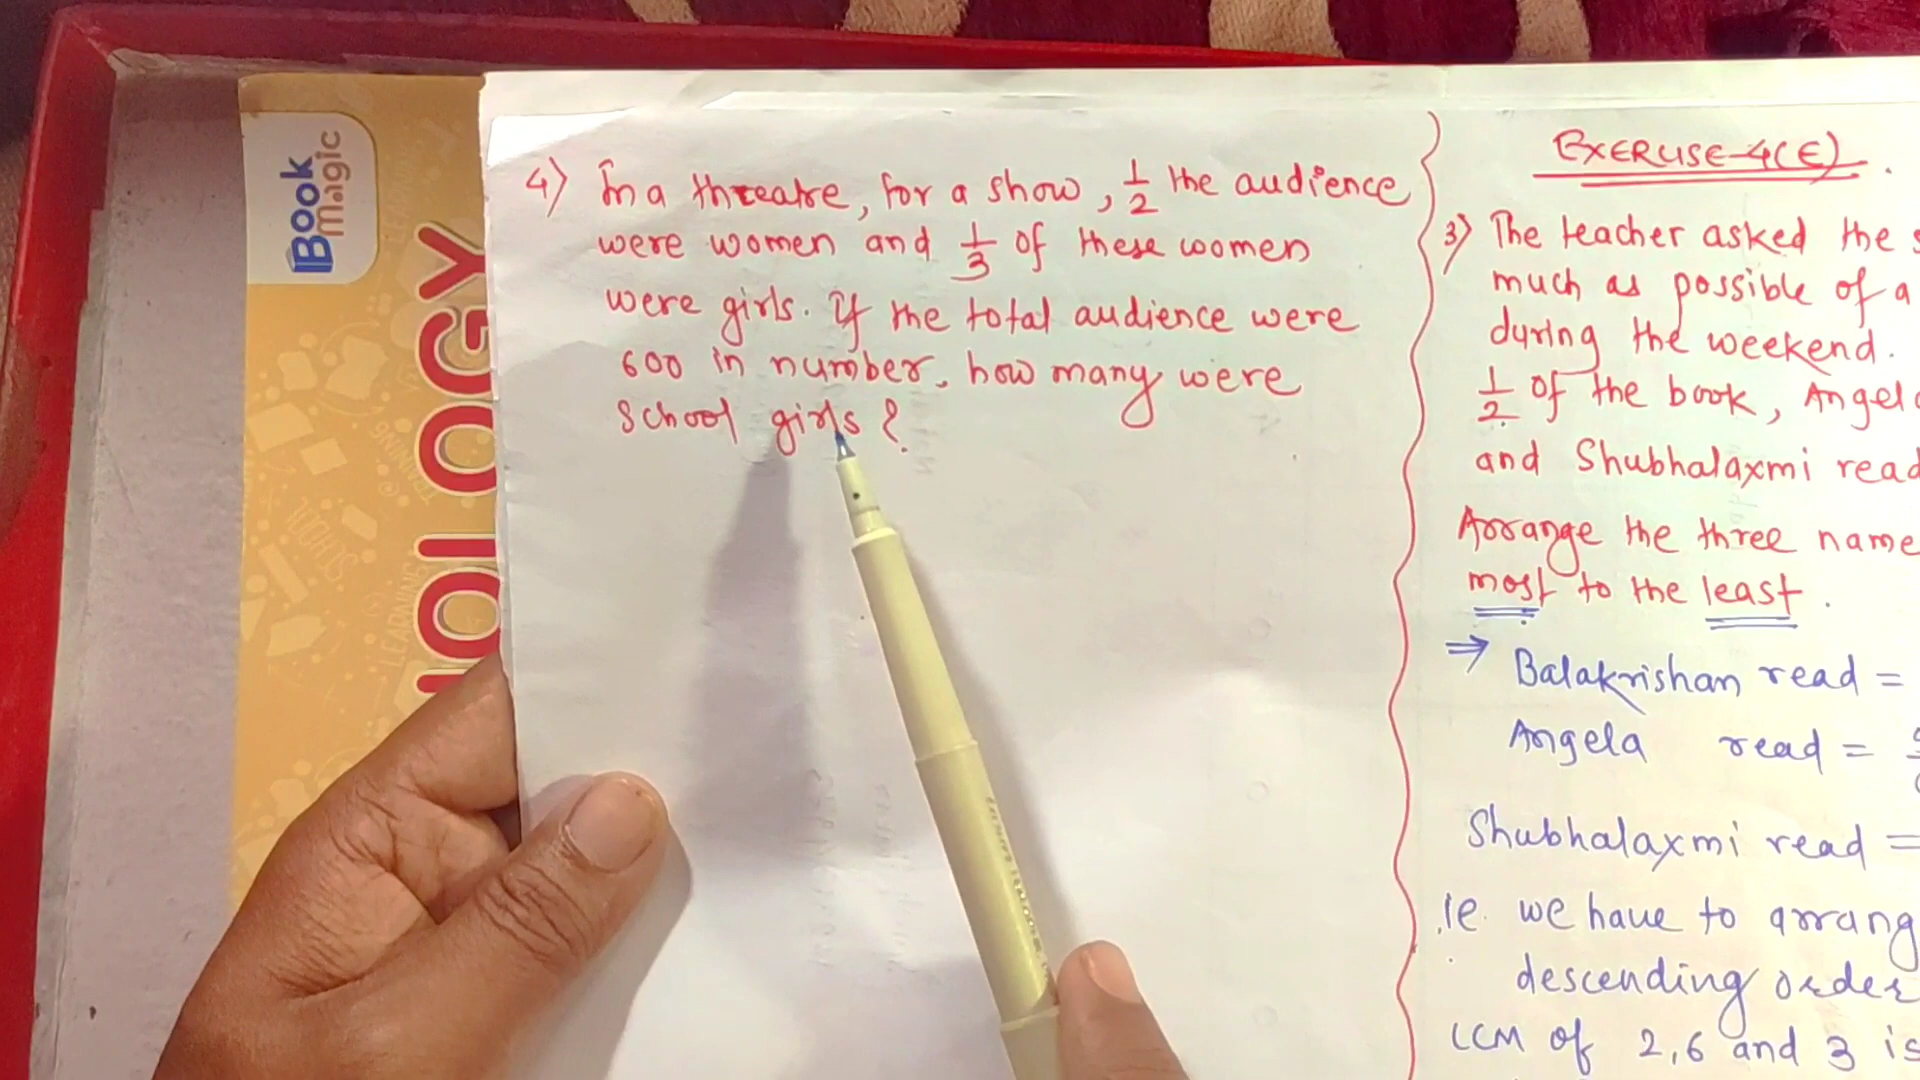 Book
Magic
OLOGY
4) In a threatre, for a show, 1/2 the audience
were women and 1/3 of these women
were girls. If the total audience were
600 in number, how many were
School girls?
EXERCISE-4(E).
3) The teacher asked the s
much as possible of a
during the weekend.
1/2 of the book, Angela
and Shubhalaxmi read
Arrange the three name
most to the least.
⇒ Balakrishan read =
Angela read =
Shubhalaxmi read =
ie. we have to arrang
descending order
LCM of 2,6 and 3 is